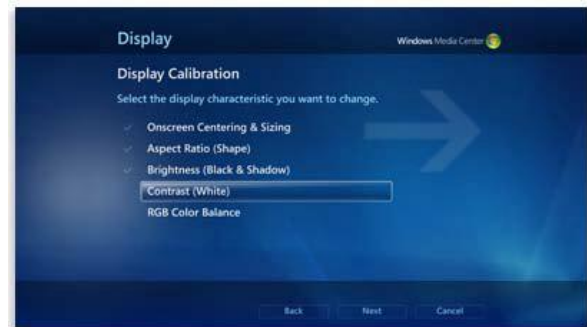 Display
Windows Media Center
Display Calibration
Select the display characteristic you want to change.
Onscreen Centering & Sizing
Aspect Ratio (Shape)
Brightness (Black & Shadow)
Contrast (White)
RGB Color Balance
Back Next Cancel